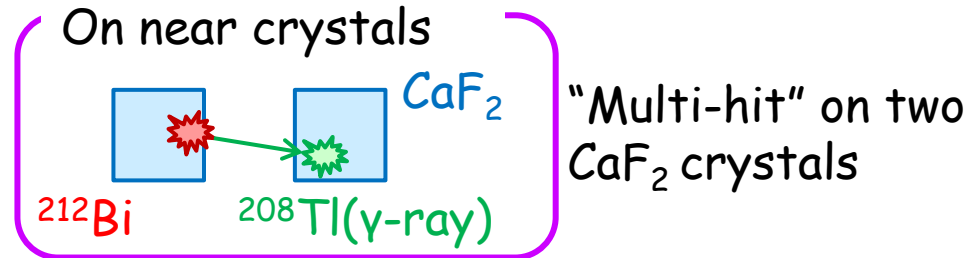 On near crystals
CaF₂
"Multi-hit" on two
CaF₂ crystals
²¹²Bi
²⁰⁸Tl(γ-ray)